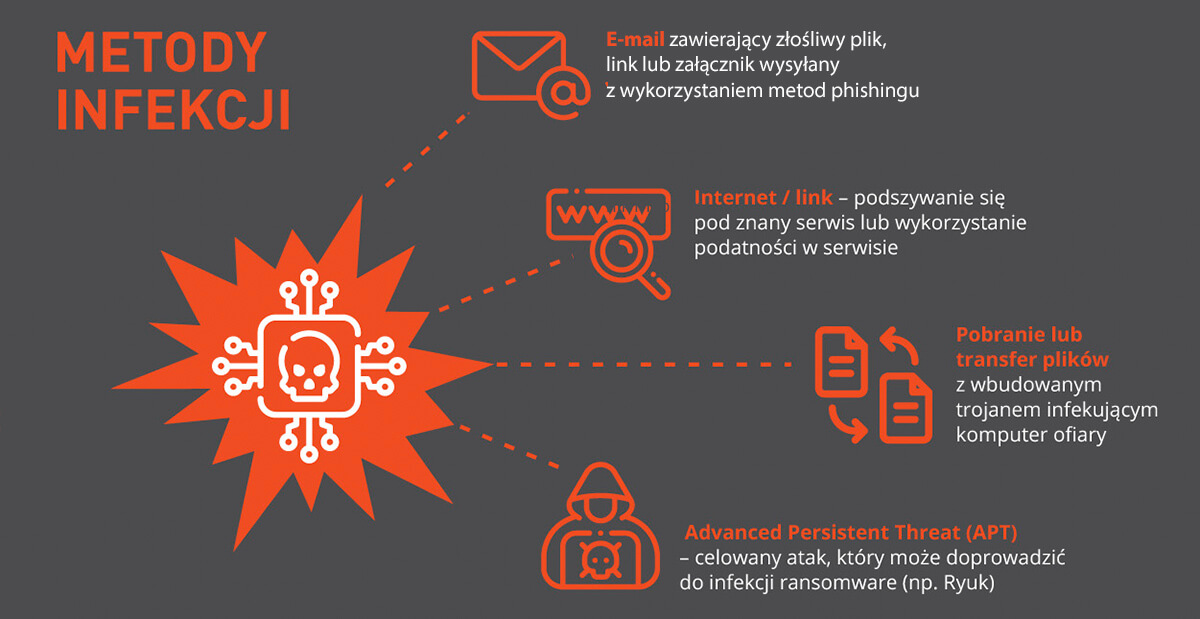 METODY
INFEKCJI
E-mail zawierający złośliwy plik,
link lub załącznik wysyłany
z wykorzystaniem metod phishingu
@
www
Internet / link – podszywanie się
pod znany serwis lub wykorzystanie
podatności w serwisie
Pobranie lub
transfer plików
z wbudowanym
trojanem infekującym
komputer ofiary
Advanced Persistent Threat (APT)
– celowany atak, który może doprowadzić
do infekcji ransomware (np. Ryuk)